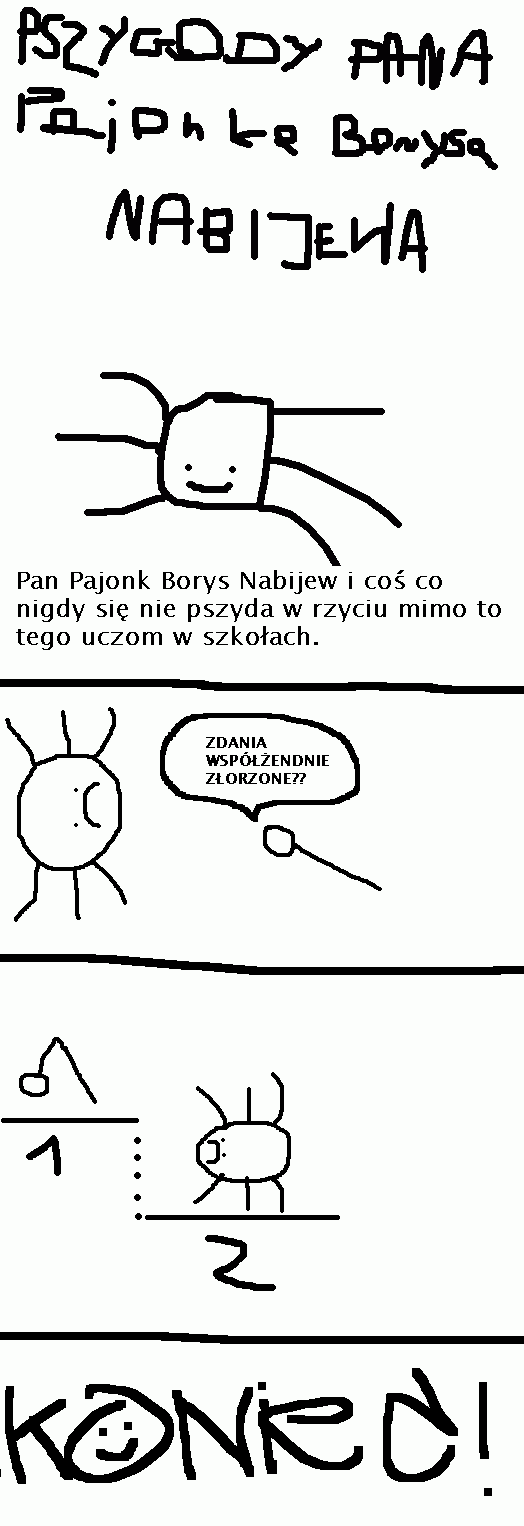 PSZYGODY PANA
PajOnka BORysa
NABIJEWA
Pan Pajonk Borys Nabijew i coś co
nigdy się nie pszyda w rzyciu mimo to
tego uczom w szkołach.
ZDANIA
WSPÓŁŻENDNIE
ZŁORZONE??
1
2
KONIEC!